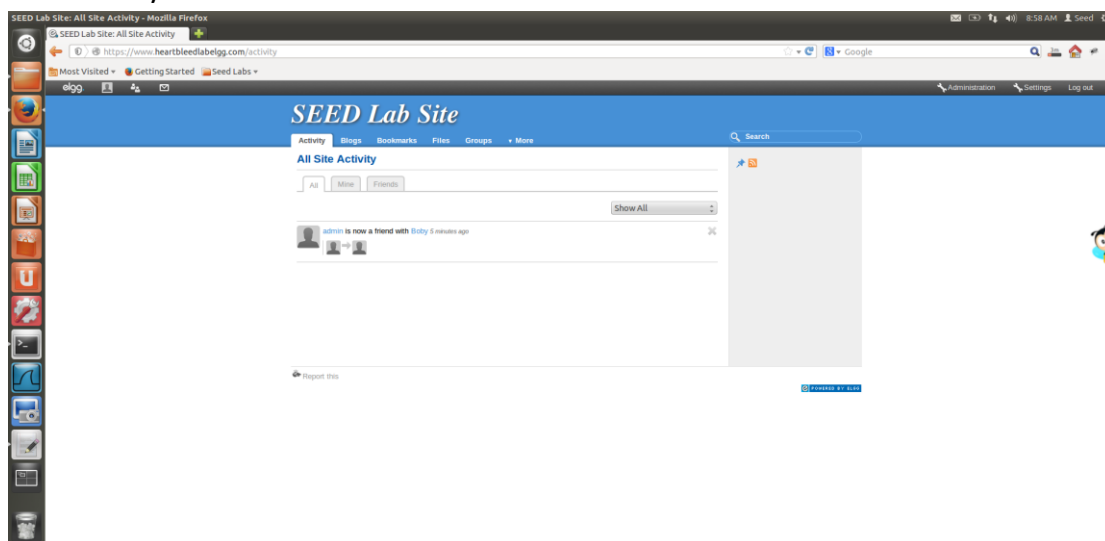 SEED Lab Site: All Site Activity - Mozilla Firefox
8:58 AM Seed
SEED Lab Site: All Site Activity
https://www.heartbleedlabelgg.com/activity
Google
Most Visited
Getting Started
Seed Labs
elgg
Administration
Settings
Log out
SEED Lab Site
Activity Blogs Bookmarks Files Groups More
Search
All Site Activity
All Mine Friends
Show All
admin is now a friend with Boby 5 minutes ago
Report this
POWERED BY ELGG